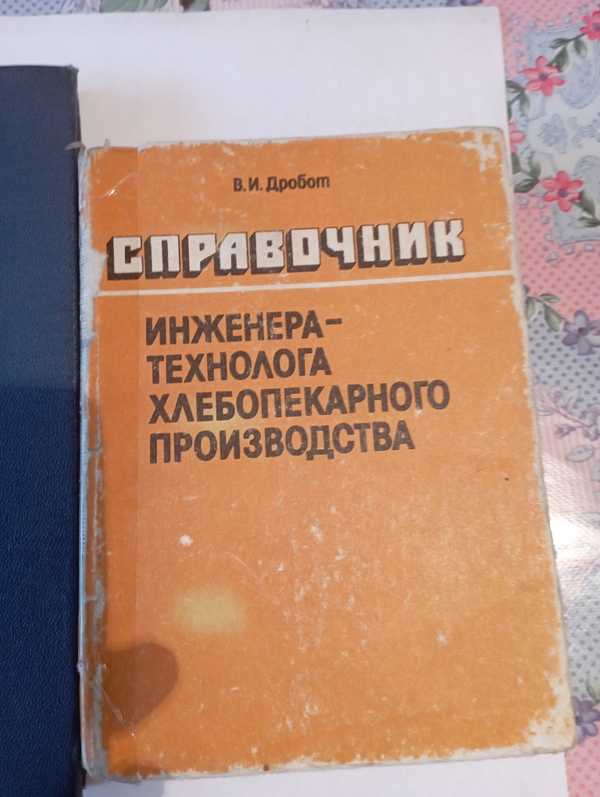 В.И. Дробот
СПРАВОЧНИК
ИНЖЕНЕРА-
ТЕХНОЛОГА
ХЛЕБОПЕКАРНОГО
ПРОИЗВОДСТВА